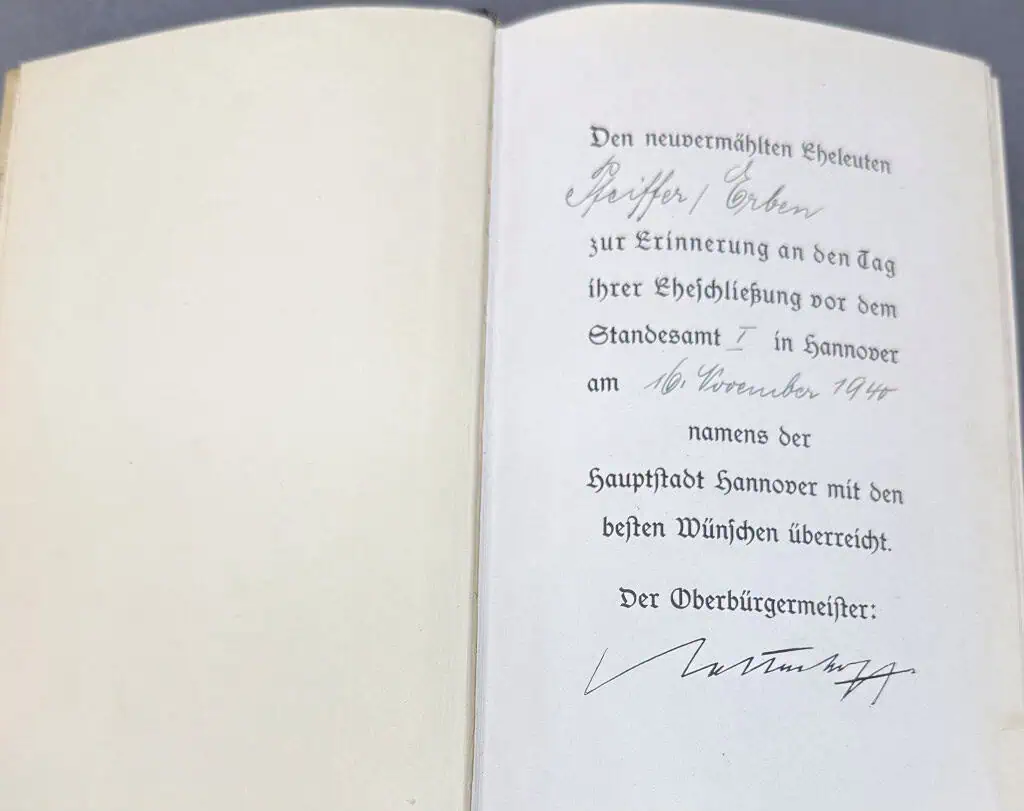 Den neuvermählten Eheleuten
Pfeiffer / Erben
zur Erinnerung an den Tag
ihrer Eheſchließung vor dem
Standesamt I in Hannover
am 16. November 1940
namens der
Hauptſtadt Hannover mit den
beſten Wünſchen überreicht.
Der Oberbürgermeiſter: